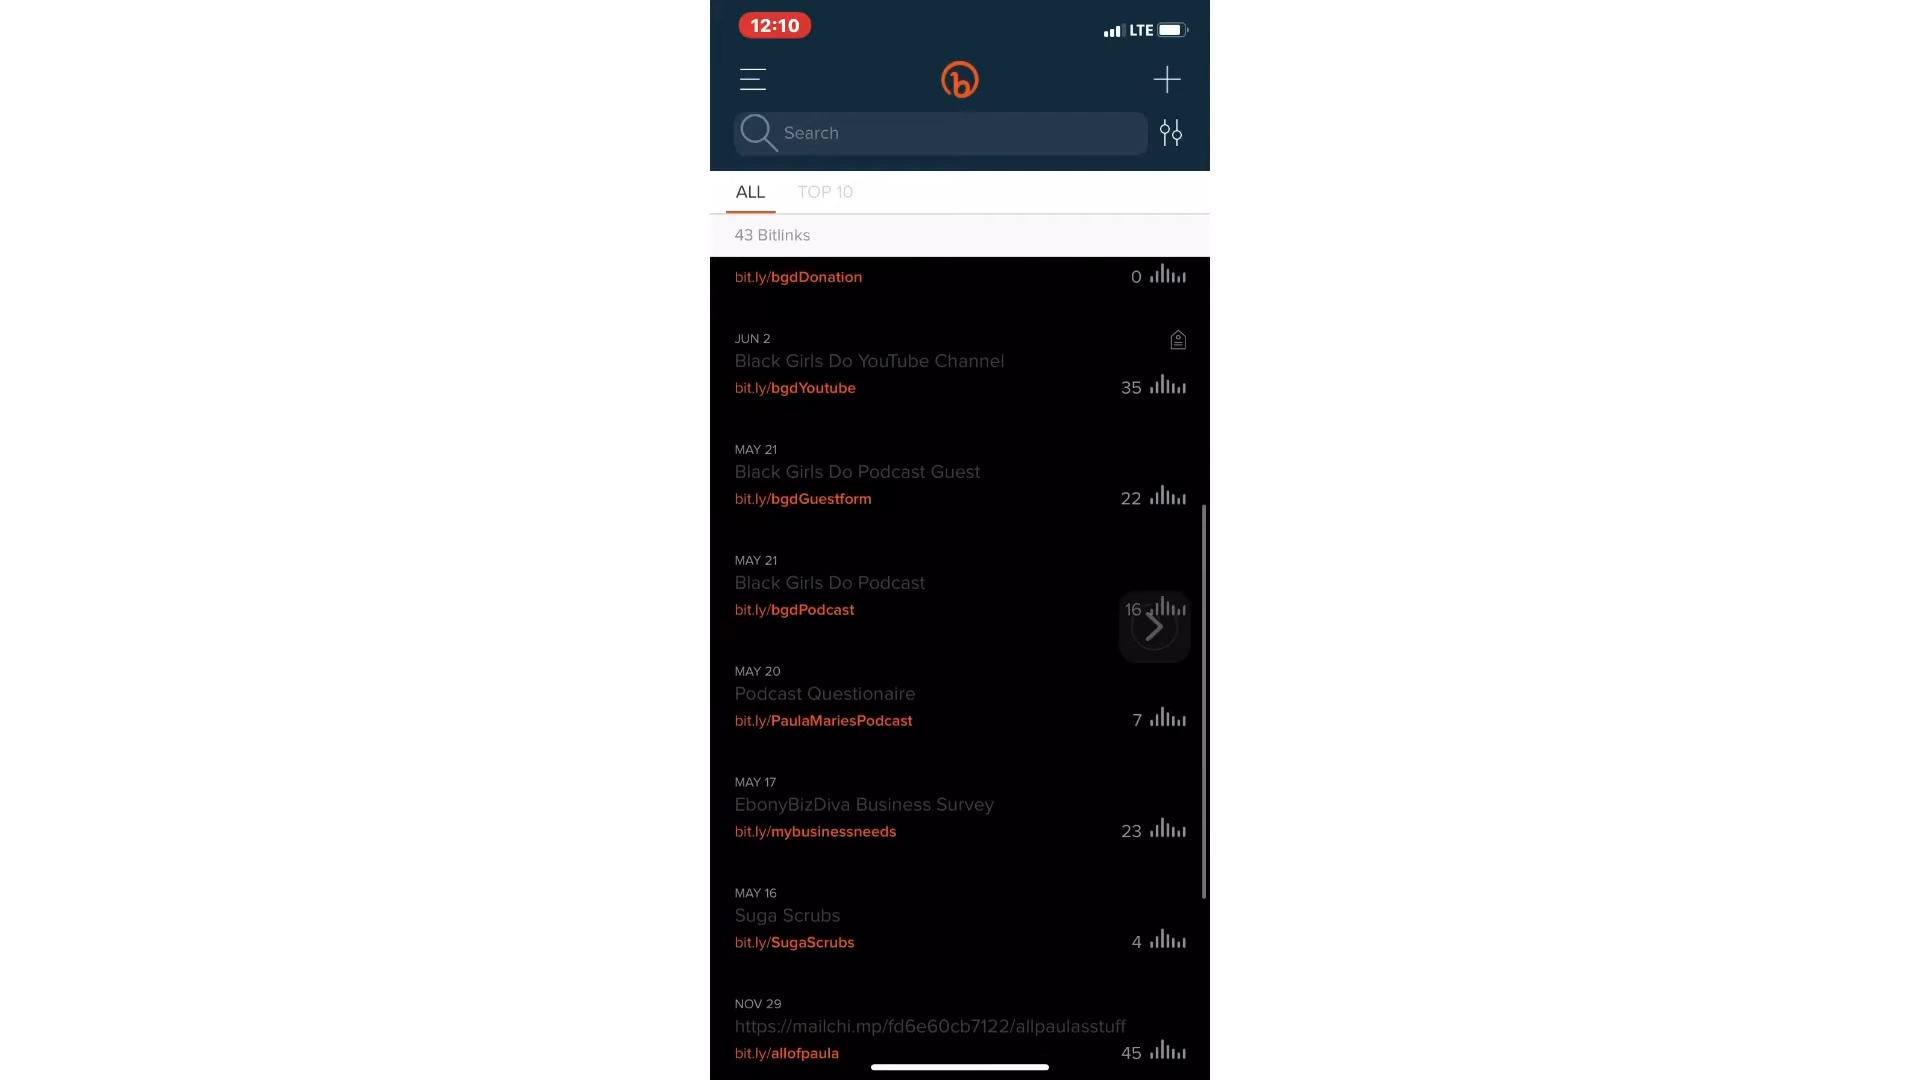 12:10
LTE
Search
ALL TOP 10
43 Bitlinks
bit.ly/bgdDonation 0
JUN 2
Black Girls Do YouTube Channel
bit.ly/bgdYoutube 35
MAY 21
Black Girls Do Podcast Guest
bit.ly/bgdGuestform 22
MAY 21
Black Girls Do Podcast
bit.ly/bgdPodcast 16
MAY 20
Podcast Questionaire
bit.ly/PaulaMariesPodcast 7
MAY 17
EbonyBizDiva Business Survey
bit.ly/mybusinessneeds 23
MAY 16
Suga Scrubs
bit.ly/SugaScrubs 4
NOV 29
https://mailchi.mp/fd6e60cb7122/allpaulasstuff
bit.ly/allofpaula 45